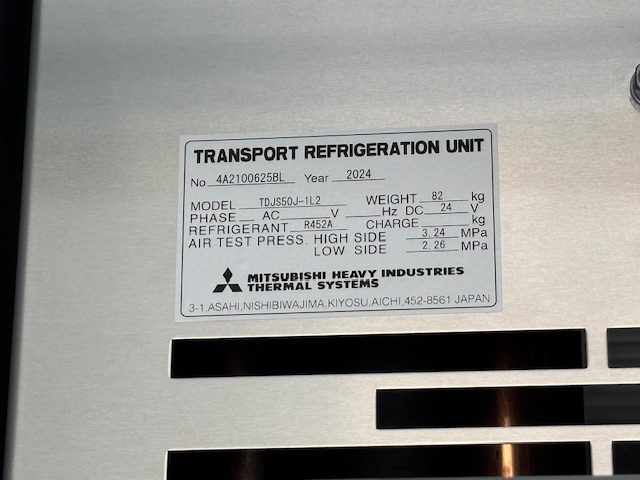 TRANSPORT REFRIGERATION UNIT
No. 4A2100625BL Year 2024
MODEL TDJS50J-1L2 WEIGHT 82 kg
PHASE AC V Hz DC 24 V
REFRIGERANT R452A CHARGE kg
AIR TEST PRESS. HIGH SIDE 3.24 MPa
LOW SIDE 2.26 MPa
MITSUBISHI HEAVY INDUSTRIES
THERMAL SYSTEMS
3-1,ASAHI,NISHIBIWAJIMA,KIYOSU,AICHI,452-8561 JAPAN